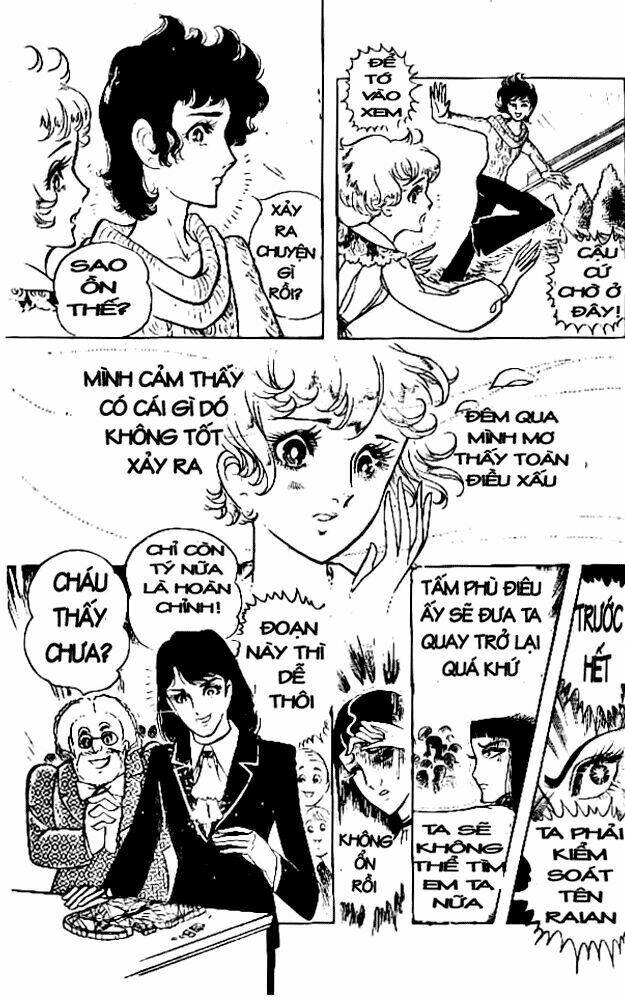 SAO
ỒN
THẾ?
XẢY
RA
CHUYỆN
GÌ
RỒI?
ĐỂ
TỚ
VÀO
XEM
CẬU
CỨ
CHỜ Ở
ĐÂY!
MÌNH CẢM THẤY
CÓ CÁI GÌ DÓ
KHÔNG TỐT
XẢY RA
ĐÊM QUA
MÌNH MƠ
THẤY TOÀN
ĐIỀU XẤU
CHÁU
THẤY
CHƯA?
CHỈ CÒN
TÝ NỮA
LÀ HOÀN
CHỈNH!
ĐOẠN
NÀY THÌ
DỄ
THÔI
KHÔNG
ỔN
RỒI
TẤM PHÙ ĐIÊU
ẤY SẼ ĐƯA TA
QUAY TRỞ LẠI
QUÁ KHỨ
TA SẼ
KHÔNG
THỂ TÌM
EM TA
NỮA
TRƯỚC
HẾT
TA PHẢI
KIỂM
SOÁT
TÊN
RAIAN